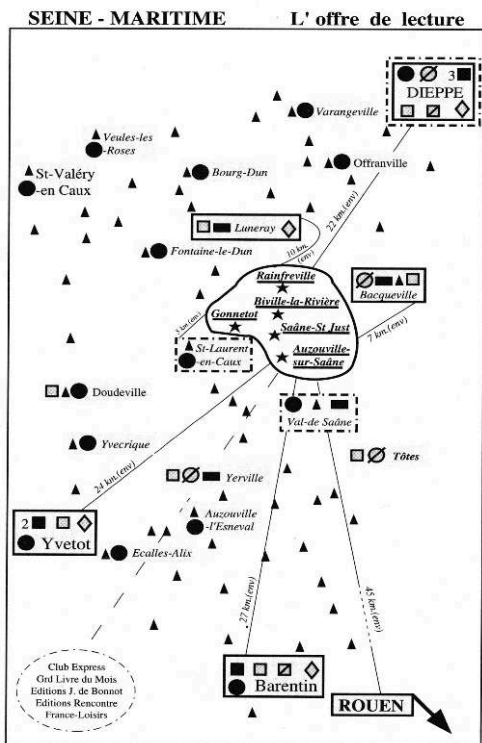 SEINE - MARITIME L' offre de lecture
3
DIEPPE
Varangeville
Veules-les
-Roses
Offranville
St-Valéry
-en Caux
Bourg-Dun
22 km.(env)
Luneray
10 km.
(env)
Fontaine-le-Dun
Rainfreville
Bacqueville
Biville-la-Rivière
Gonnetot
7 km.(env)
5 km (env)
Saâne-St Just
St-Laurent
-en-Caux
Auzouville-
sur-Saâne
Doudeville
Val-de Saâne
Yvecrique
Tôtes
24 km.(env)
Yerville
2
Yvetot
Auzouville
-l'Esneval
Ecalles-Alix
27 km.(env)
45 km.(env)
Club Express
Grd Livre du Mois
Editions J. de Bonnot
Editions Rencontre
France-Loisirs
Barentin
ROUEN